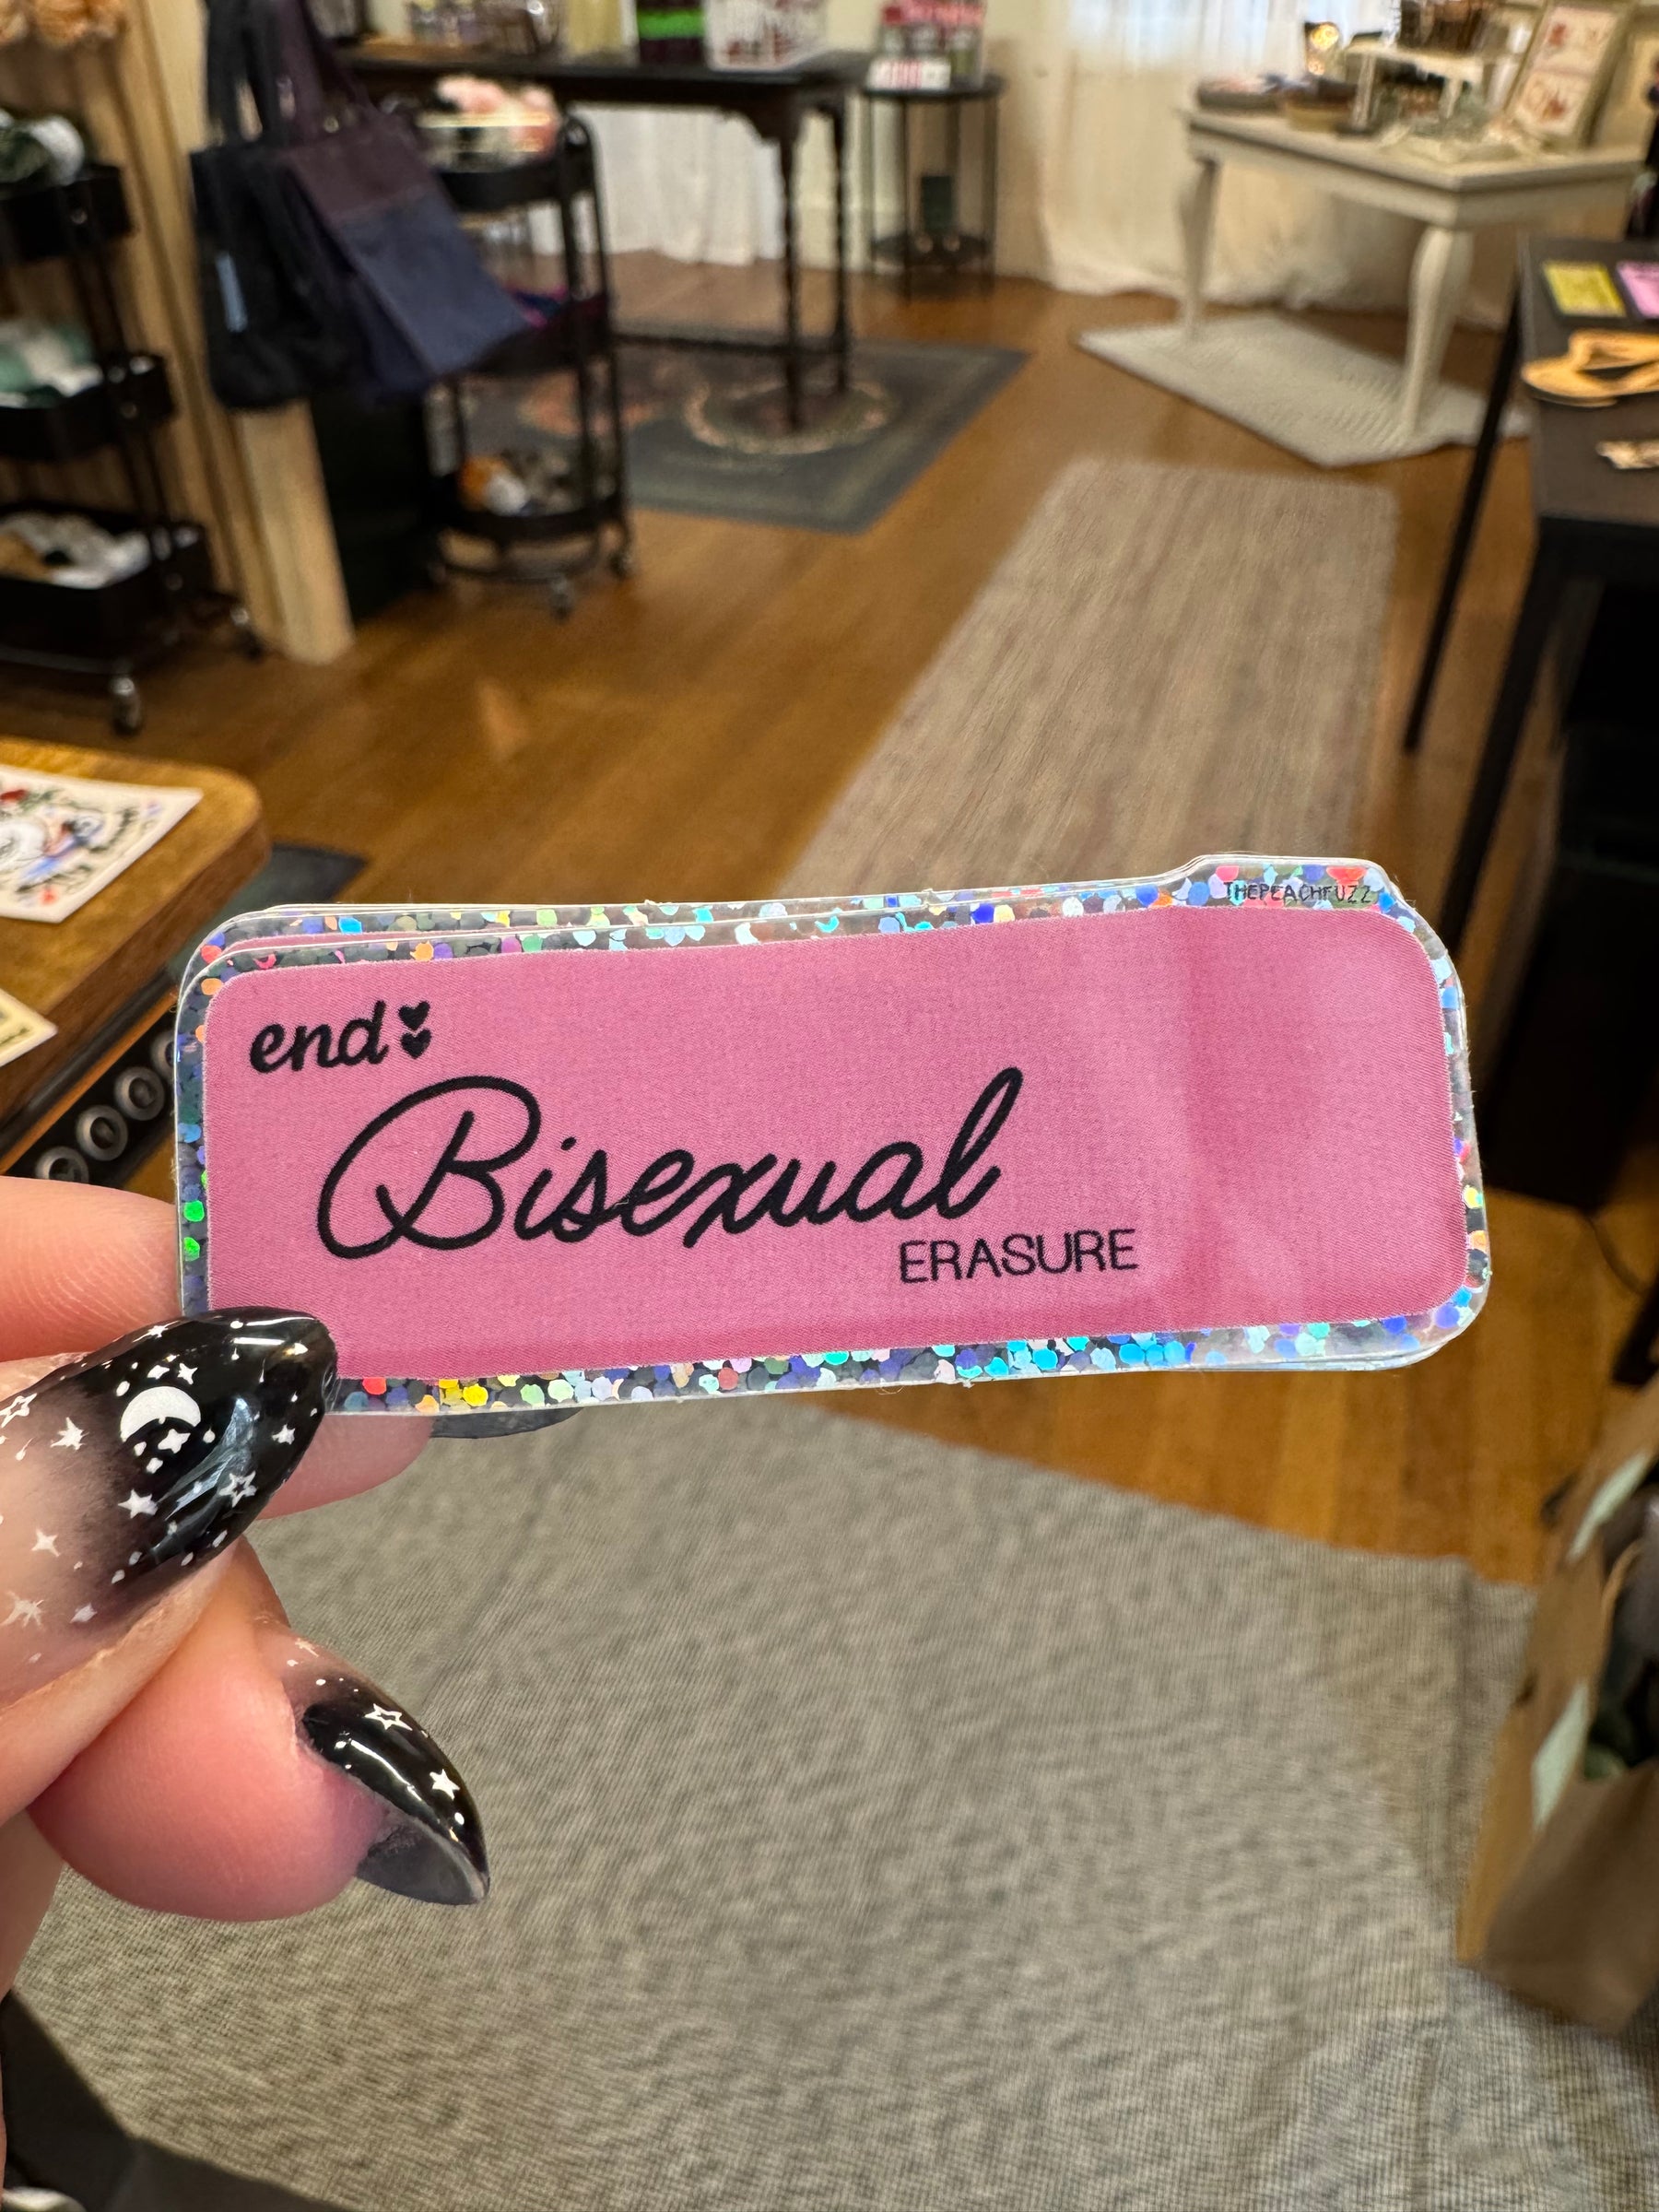 THEPEACHFUZZ
end
Bisexual
ERASURE